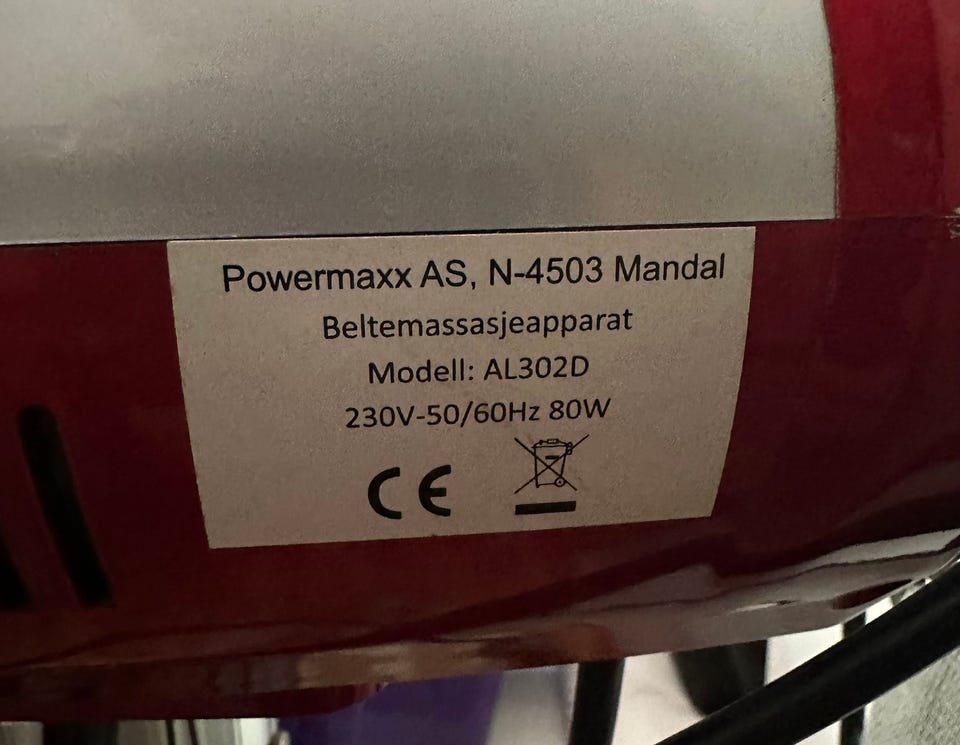 Powermaxx AS, N-4503 Mandal
Beltemassasjeapparat
Modell: AL302D
230V-50/60Hz 80W
CE